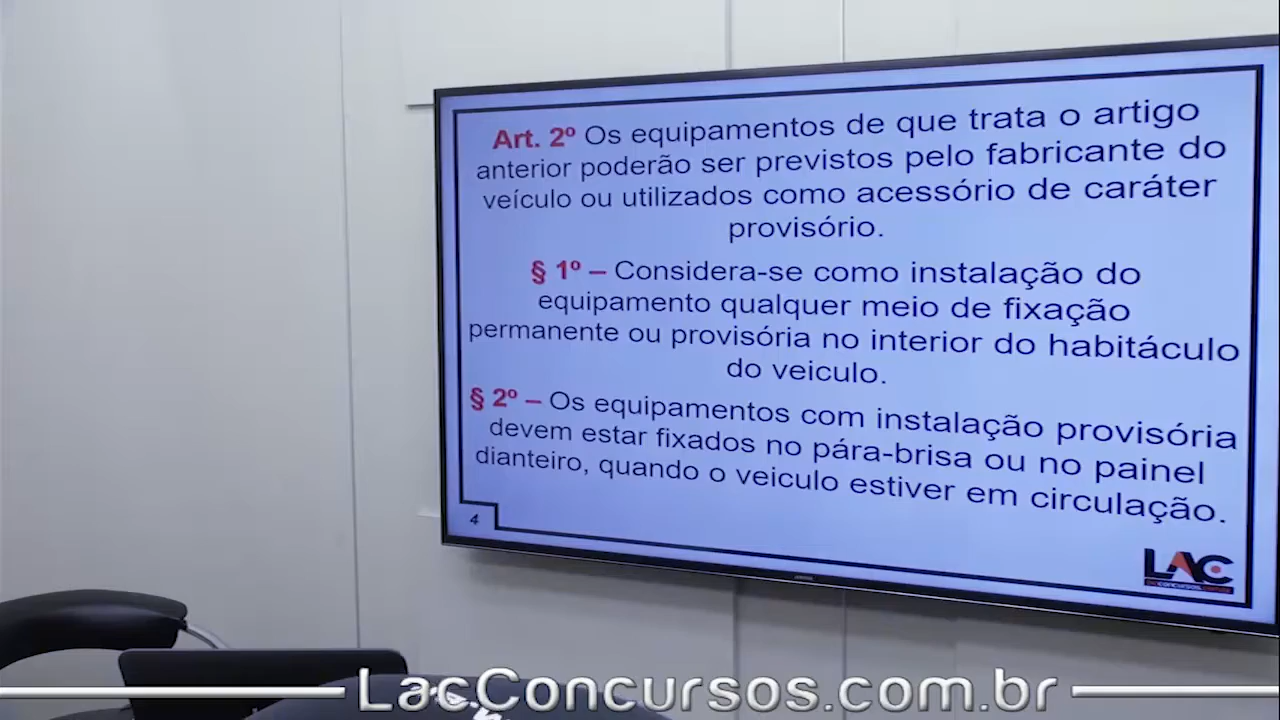 Art. 2º Os equipamentos de que trata o artigo
anterior poderão ser previstos pelo fabricante do
veículo ou utilizados como acessório de caráter
provisório.
§ 1º – Considera-se como instalação do
equipamento qualquer meio de fixação
permanente ou provisória no interior do habitáculo
do veiculo.
§ 2º – Os equipamentos com instalação provisória
devem estar fixados no pára-brisa ou no painel
dianteiro, quando o veiculo estiver em circulação.
4
LAC
LacConcursos.com.br